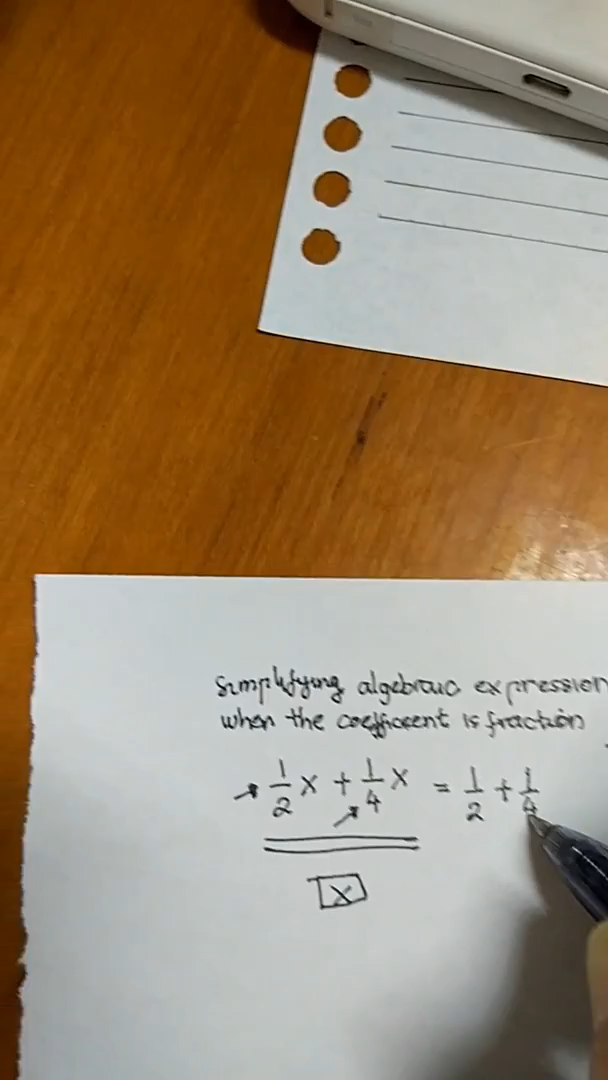 Simplifying algebraic expression
when the coefficient is fraction
→ 1/2 x + 1/4 x = 1/2 + 1/4
x